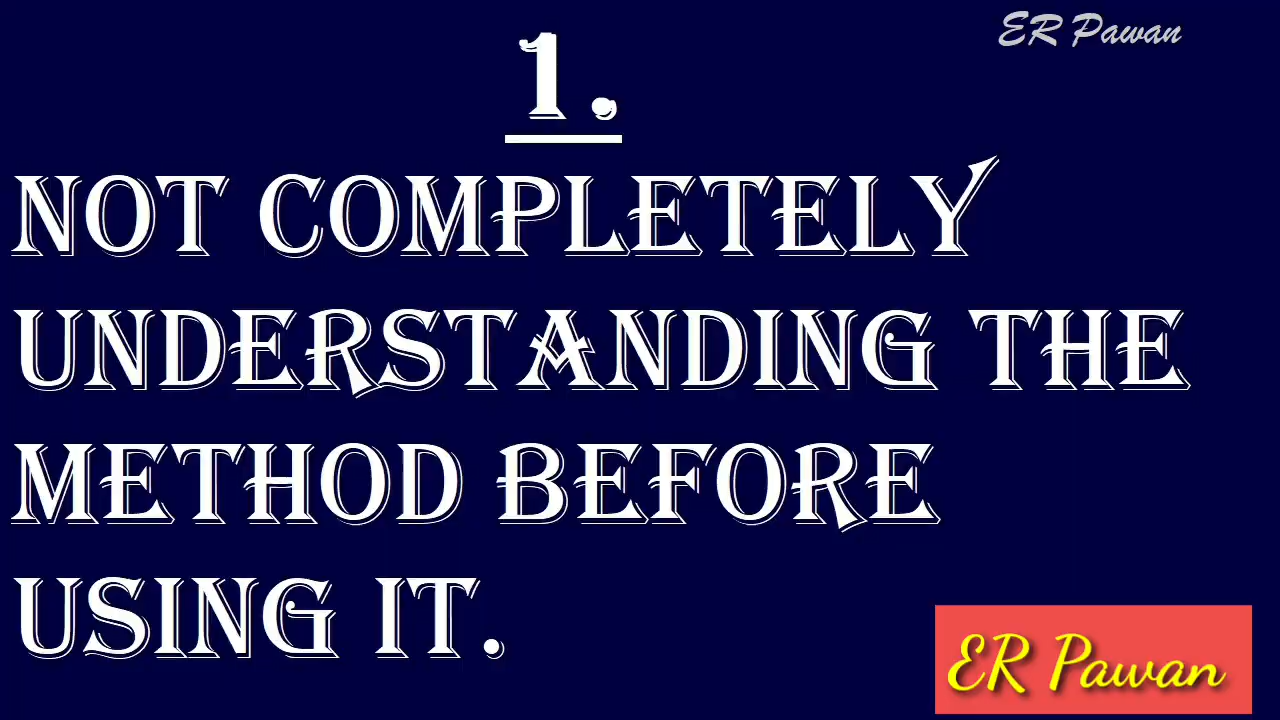 ER Pawan
1.
NOT COMPLETELY
UNDERSTANDING THE
METHOD BEFORE
USING IT.
ER Pawan